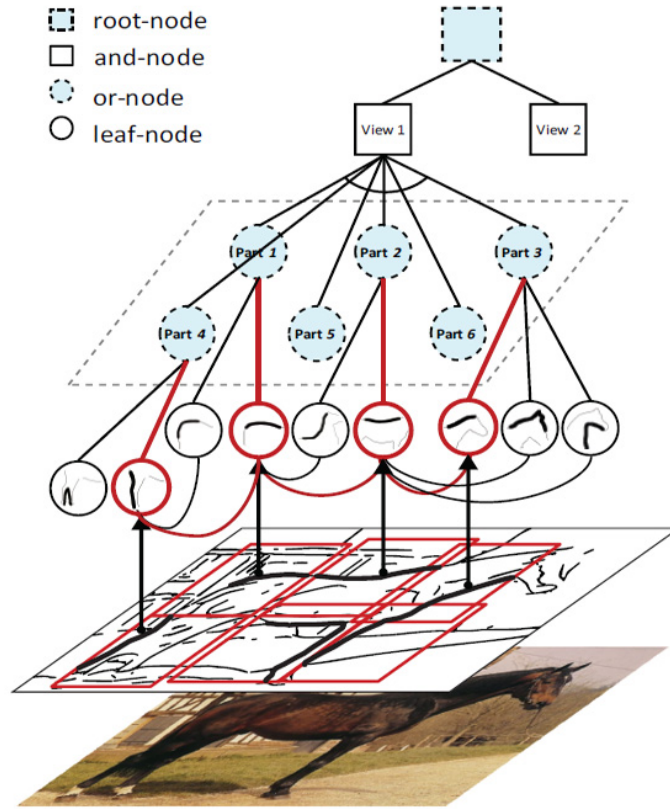 root-node
and-node
or-node
leaf-node
View 1
View 2
Part 1
Part 2
Part 3
Part 4
Part 5
Part 6